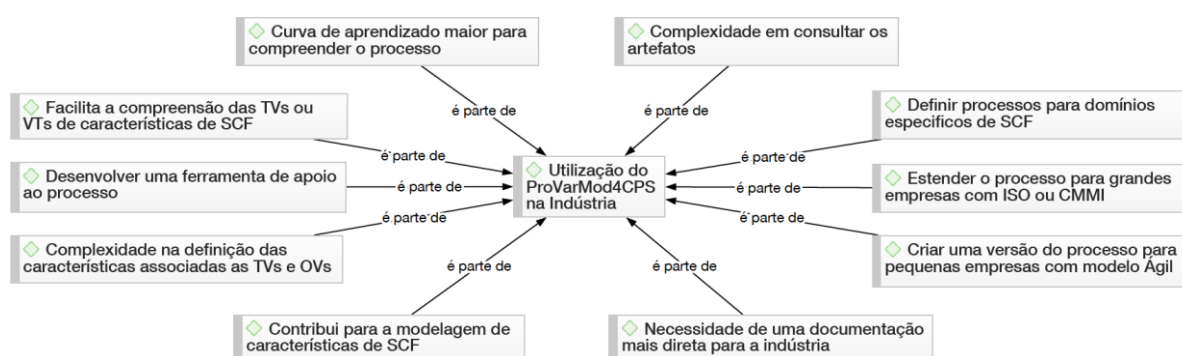 Curva de aprendizado maior para
compreender o processo
Complexidade em consultar os
artefatos
é parte de
é parte de
Facilita a compreensão das TVs ou
VTs de características de SCF
Definir processos para domínios
especificos de SCF
é parte de
é parte de
Desenvolver uma ferramenta de apoio
ao processo
é parte de
Utilização do
ProVarMod4CPS
na Indústria
é parte de
Estender o processo para grandes
empresas com ISO ou CMMI
é parte de
é parte de
Complexidade na definição das
características associadas as TVs e OVs
Criar uma versão do processo para
pequenas empresas com modelo Ágil
é parte de
é parte de
Contribui para a modelagem de
características de SCF
Necessidade de uma documentação
mais direta para a indústria